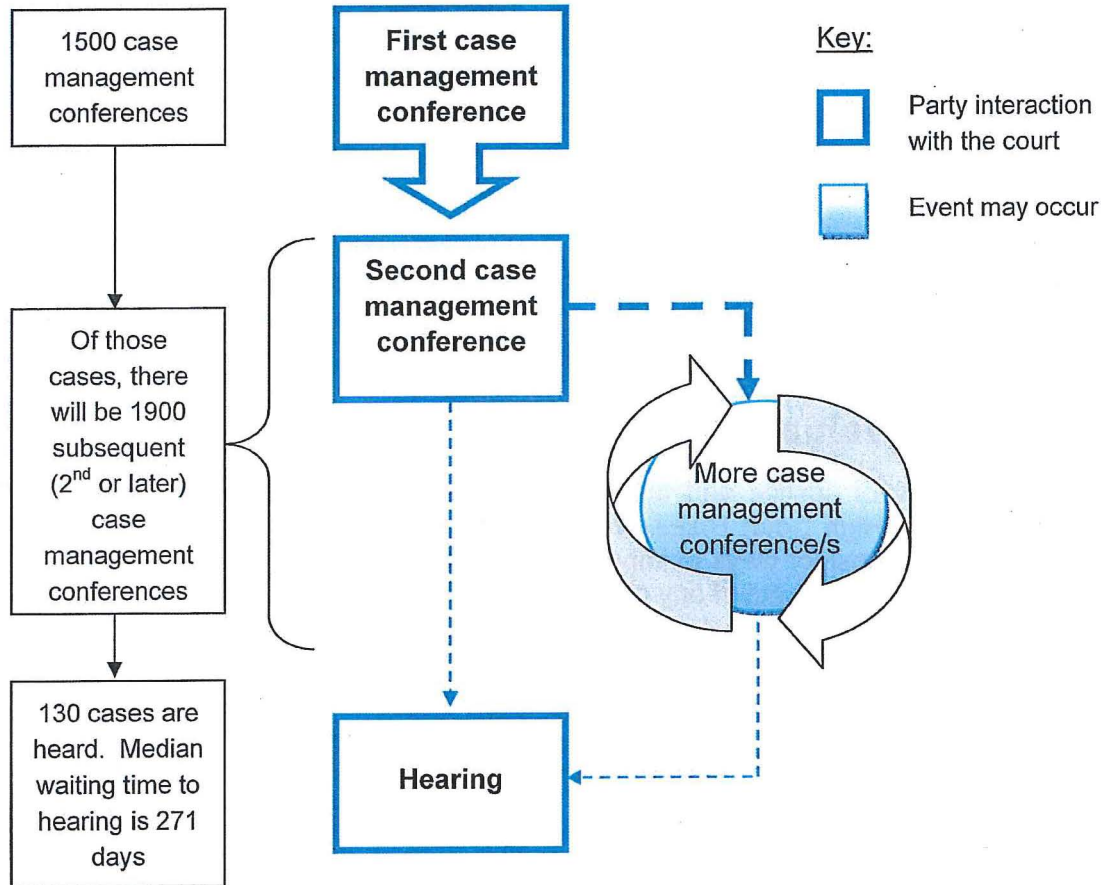 1500 case
management
conferences
First case
management
conference
Key:
Party interaction
with the court
Event may occur
Second case
management
conference
Of those
cases, there
will be 1900
subsequent
(2nd or later)
case
management
conferences
More case
management
conference/s
130 cases are
heard. Median
waiting time to
hearing is 271
days
Hearing